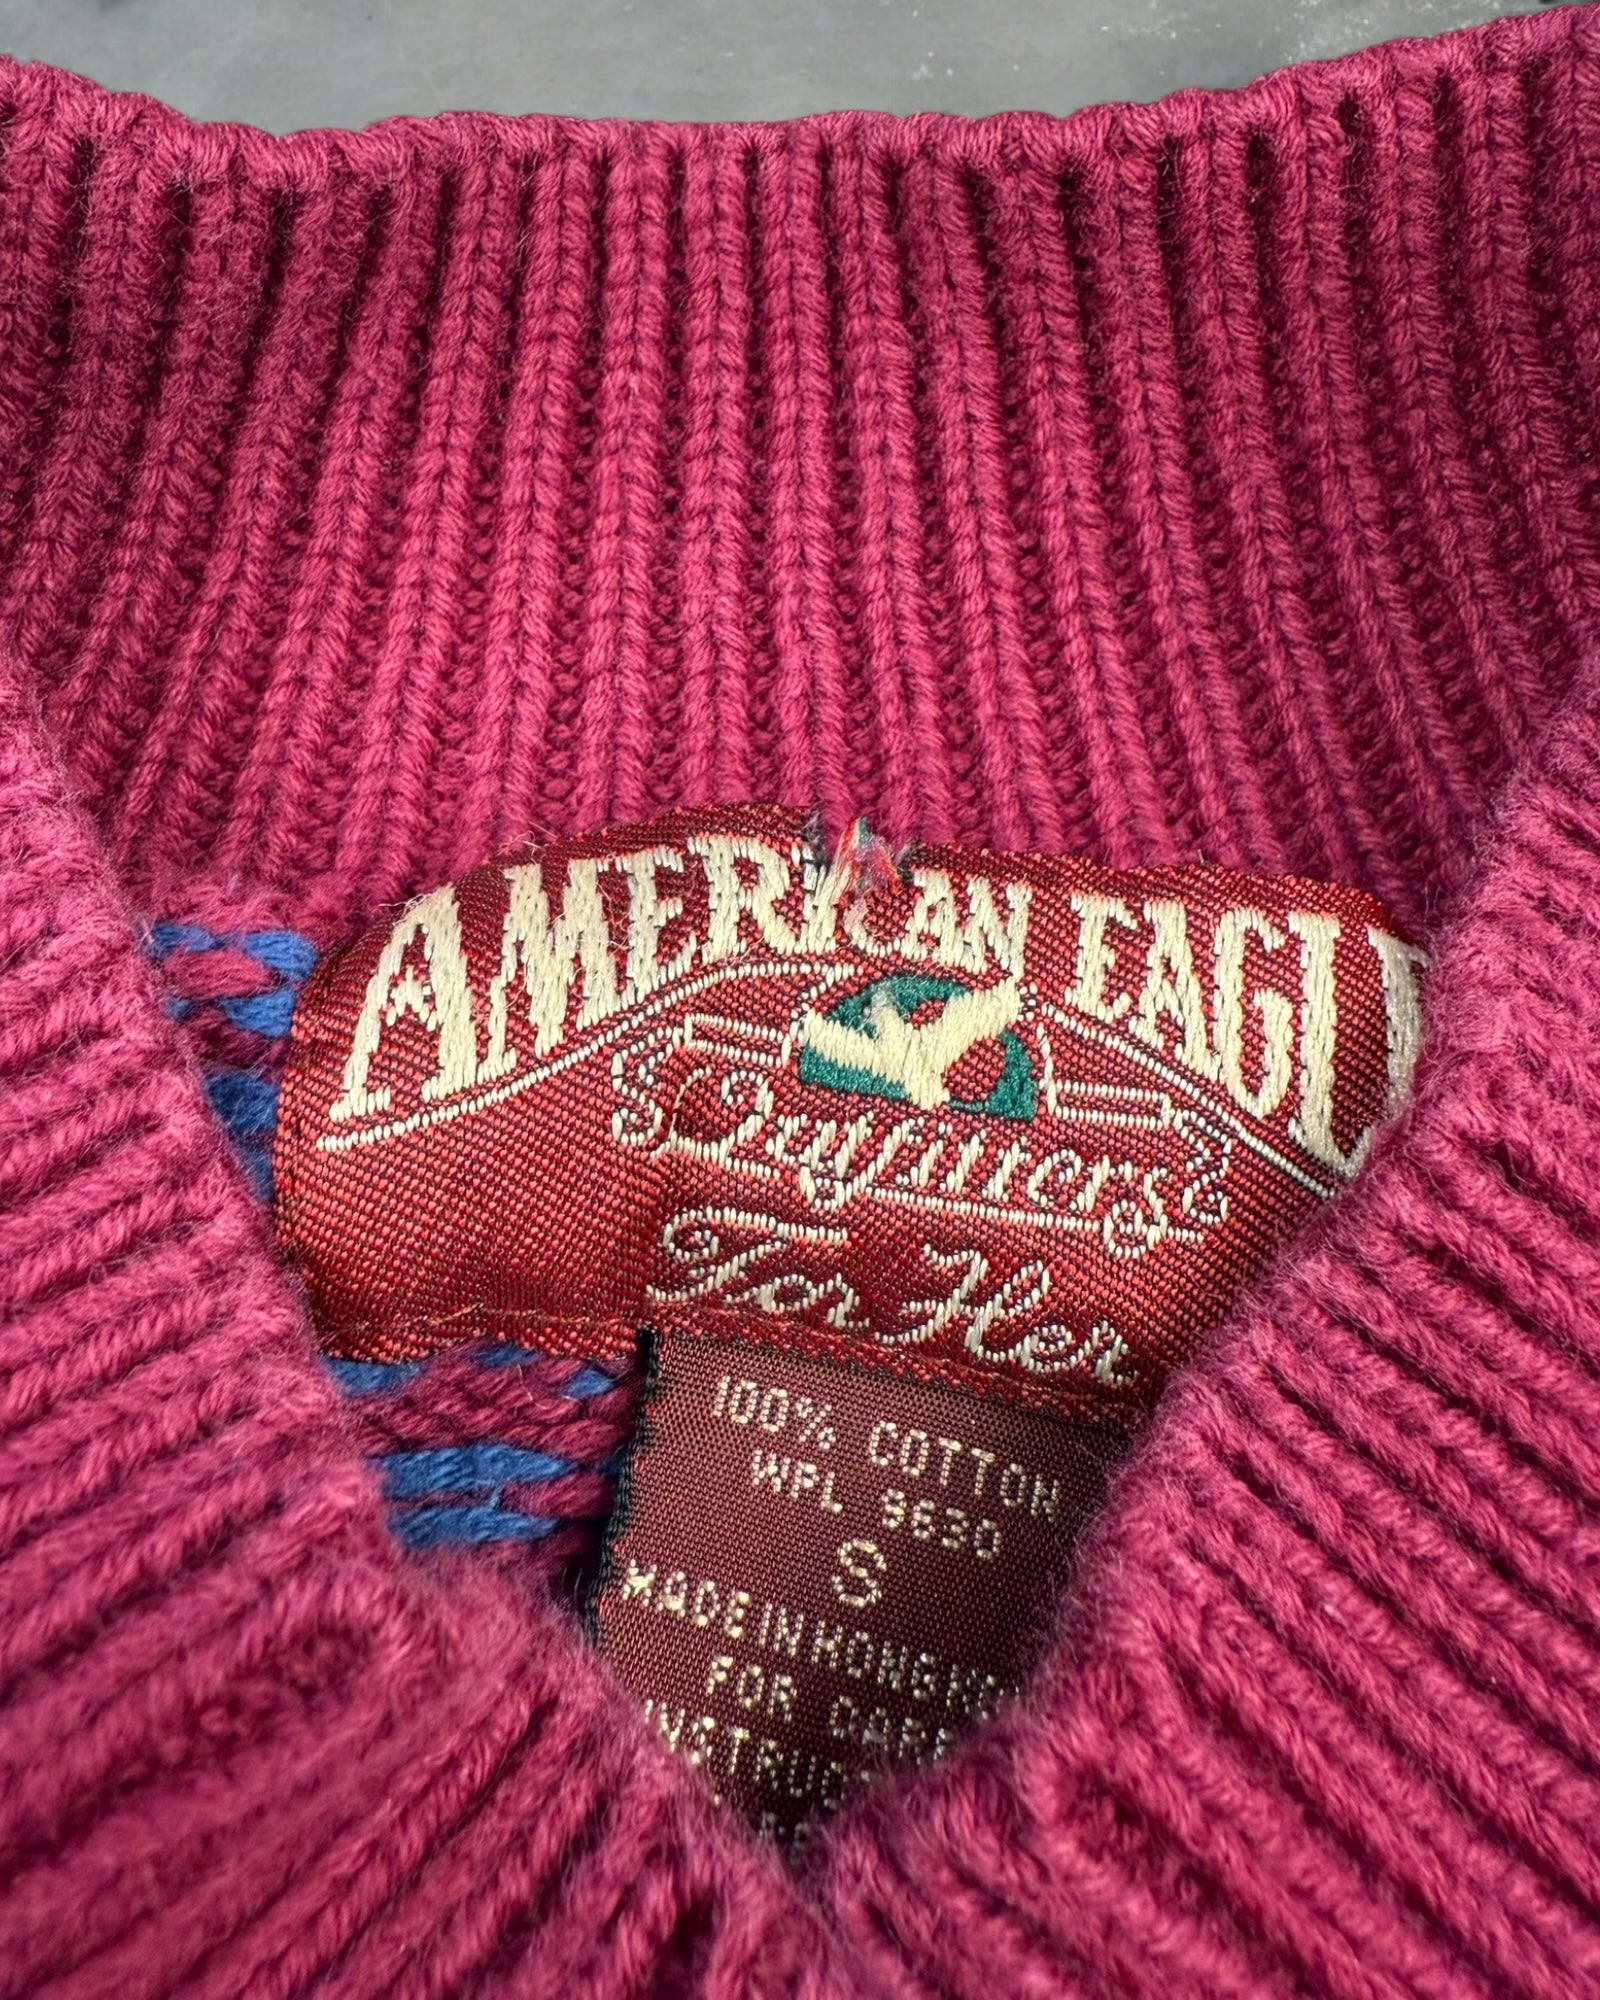 AMERICAN EAGLE
Outfitters
For Her
100% COTTON
WPL 9630
S
MADE IN HONG
FOR CARE